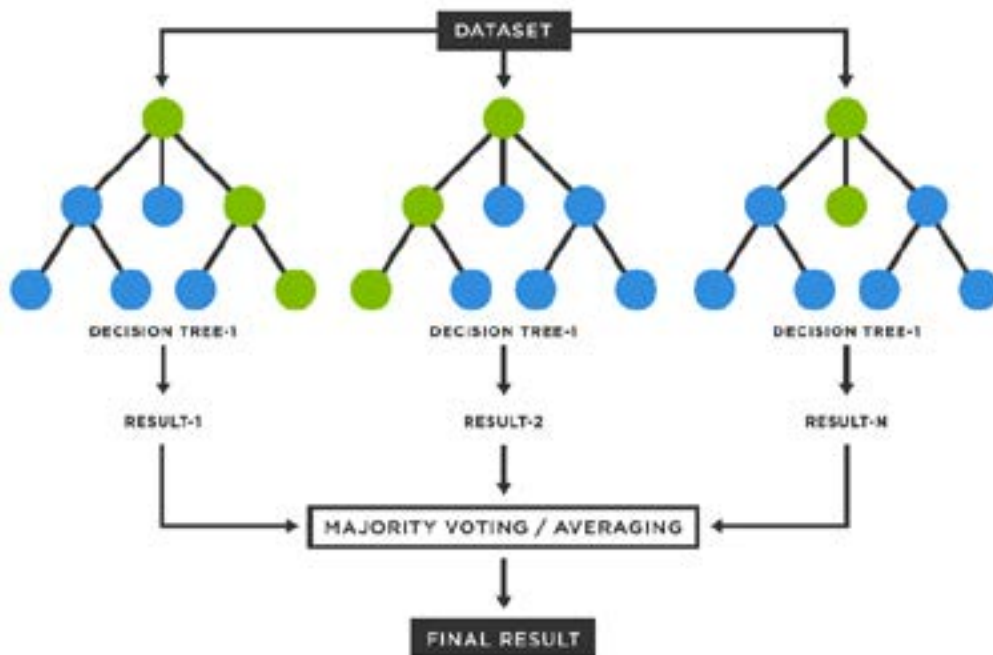 DATASET
DECISION TREE-1
DECISION TREE-1
DECISION TREE-1
RESULT-1
RESULT-2
RESULT-N
MAJORITY VOTING / AVERAGING
FINAL RESULT